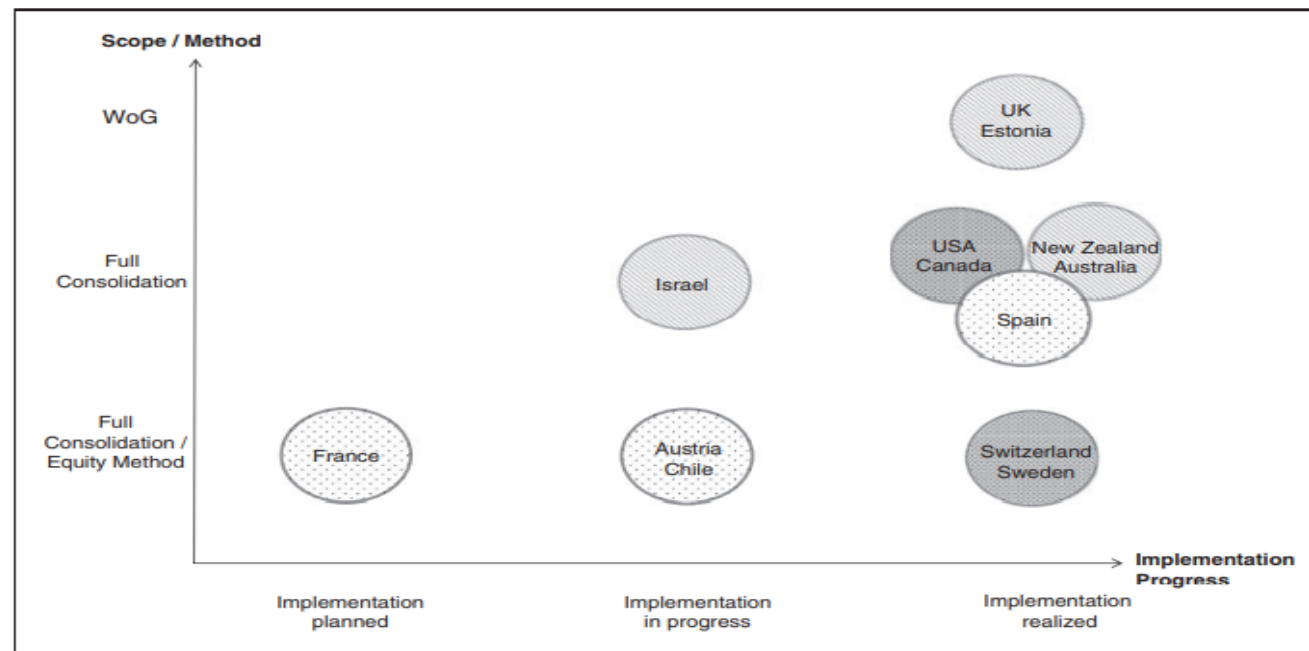 Scope / Method
WoG
UK
Estonia
Full
Consolidation
Israel
USA
Canada
New Zealand
Australia
Spain
Full
Consolidation /
Equity Method
France
Austria
Chile
Switzerland
Sweden
Implementation
Progress
Implementation
planned
Implementation
in progress
Implementation
realized